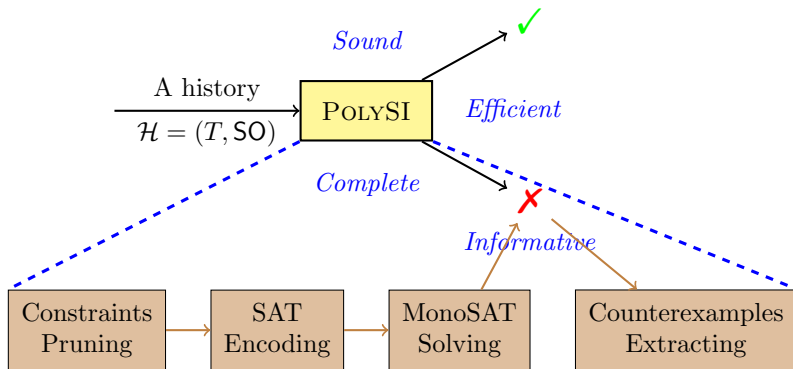 Sound
✓
A history
POLYSI
Efficient
H = (T, SO)
Complete
✗
Informative
Constraints
Pruning
SAT
Encoding
MonoSAT
Solving
Counterexamples
Extracting